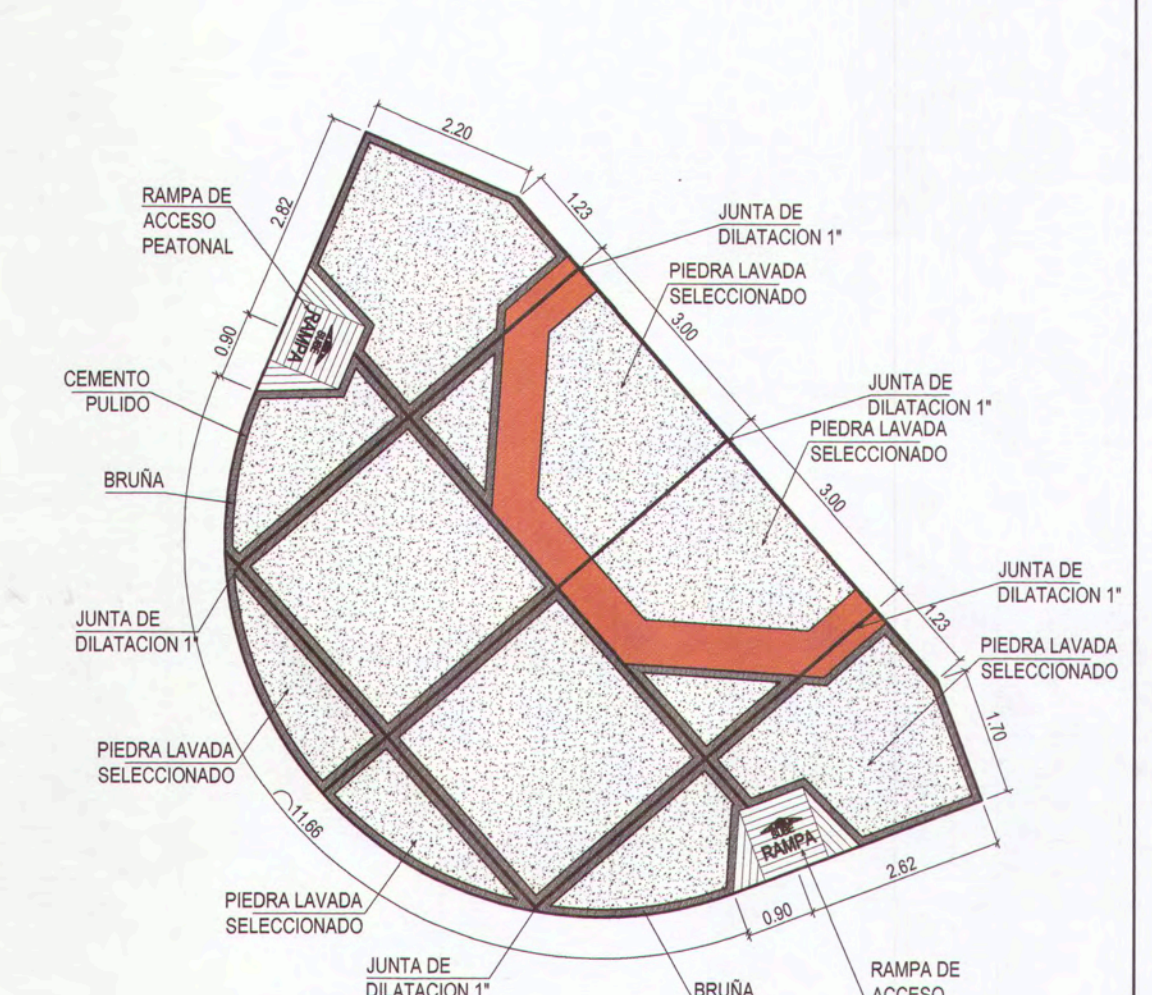 2.20
1.23
2.82
RAMPA DE
ACCESO
PEATONAL
JUNTA DE
DILATACION 1"
PIEDRA LAVADA
SELECCIONADO
3.00
0.90
SUBE
RAMPA
CEMENTO
PULIDO
JUNTA DE
DILATACION 1"
PIEDRA LAVADA
SELECCIONADO
BRUÑA
3.00
JUNTA DE
DILATACION 1"
1.23
JUNTA DE
DILATACION 1"
PIEDRA LAVADA
SELECCIONADO
1.70
PIEDRA LAVADA
SELECCIONADO
11.66
SUBE
RAMPA
2.62
0.90
PIEDRA LAVADA
SELECCIONADO
JUNTA DE
DILATACION 1"
BRUÑA
RAMPA DE
ACCESO